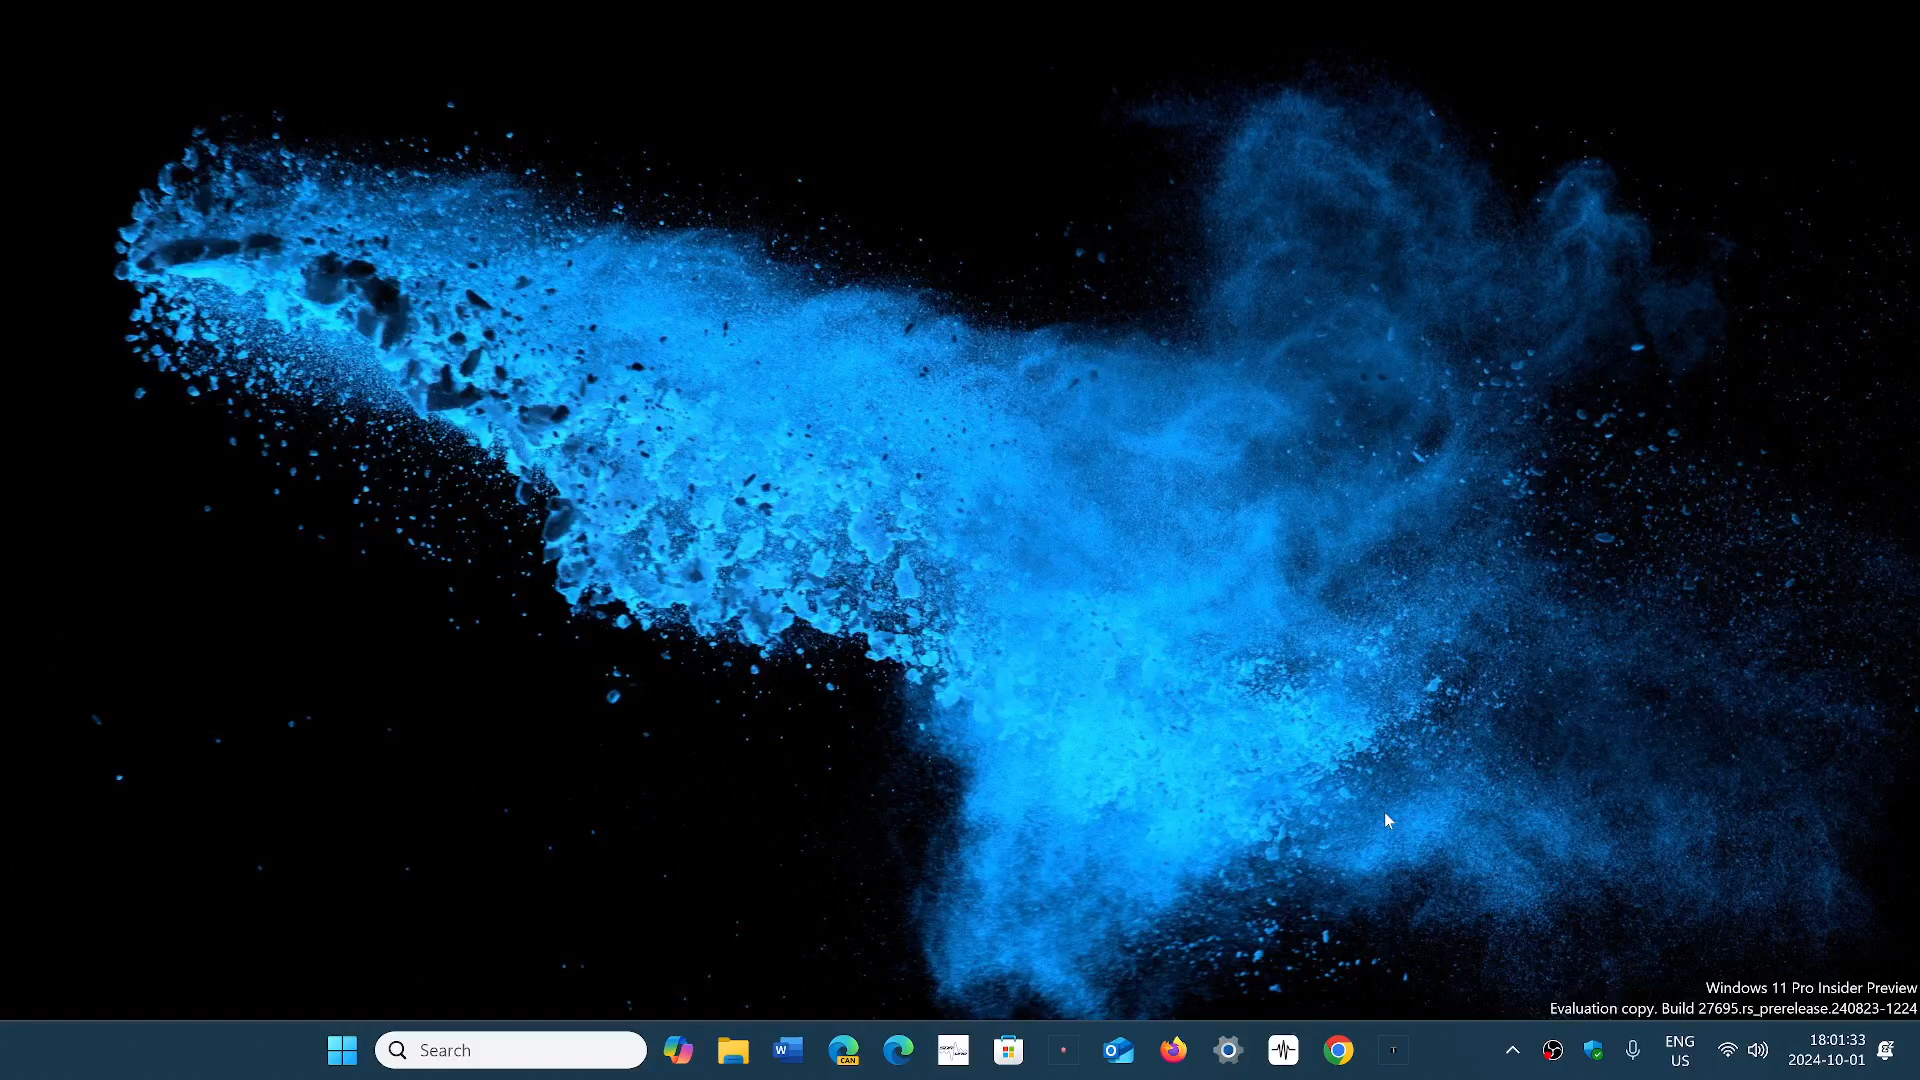 Windows 11 Pro Insider Preview
Evaluation copy. Build 27695.rs_prerelease.240823-1224
Search
W
CAN
T
ENG
US
18:01:33
2024-10-01